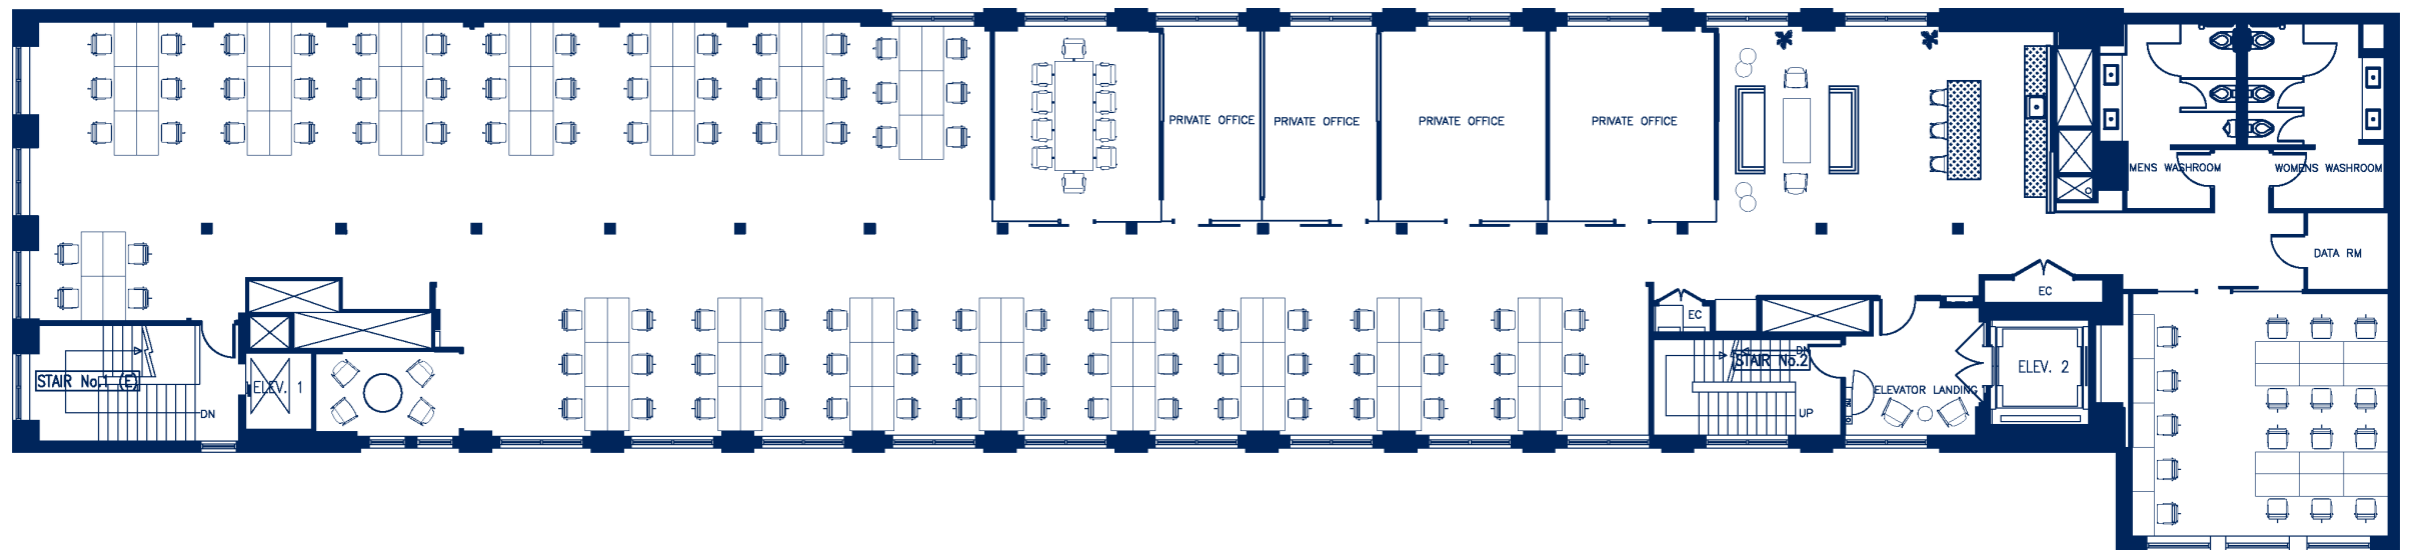 PRIVATE OFFICE
PRIVATE OFFICE
PRIVATE OFFICE
PRIVATE OFFICE
MENS WASHROOM
WOMENS WASHROOM
DATA RM
EC
EC
STAIR No.1 (E)
DN
ELEV. 1
STAIR No.2
DN
UP
ELEVATOR LANDING
ELEV. 2